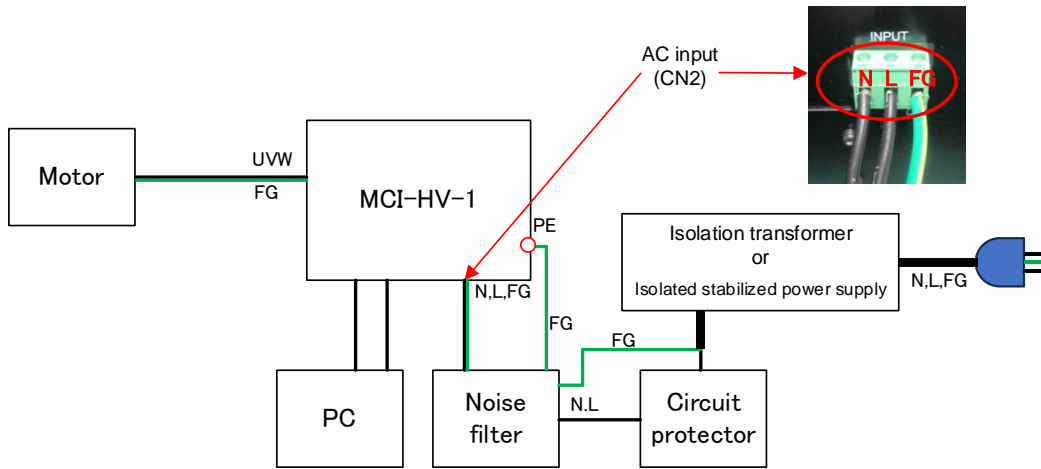 INPUT
N L FG
AC input
(CN2)
Motor
UVW
FG
MCI-HV-1
PE
N,L,FG
FG
Isolation transformer
or
Isolated stabilized power supply
N,L,FG
FG
PC
Noise
filter
N.L
Circuit
protector